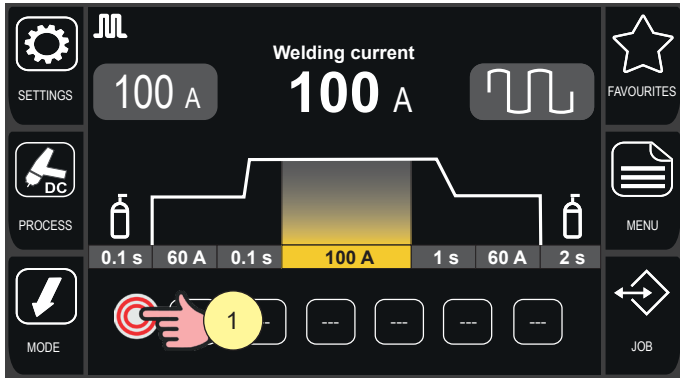 SETTINGS
PROCESS
DC
MODE
Welding current
100 A
100 A
0.1 s 60 A 0.1 s 100 A 1 s 60 A 2 s
1
--- --- --- ---
FAVOURITES
MENU
JOB